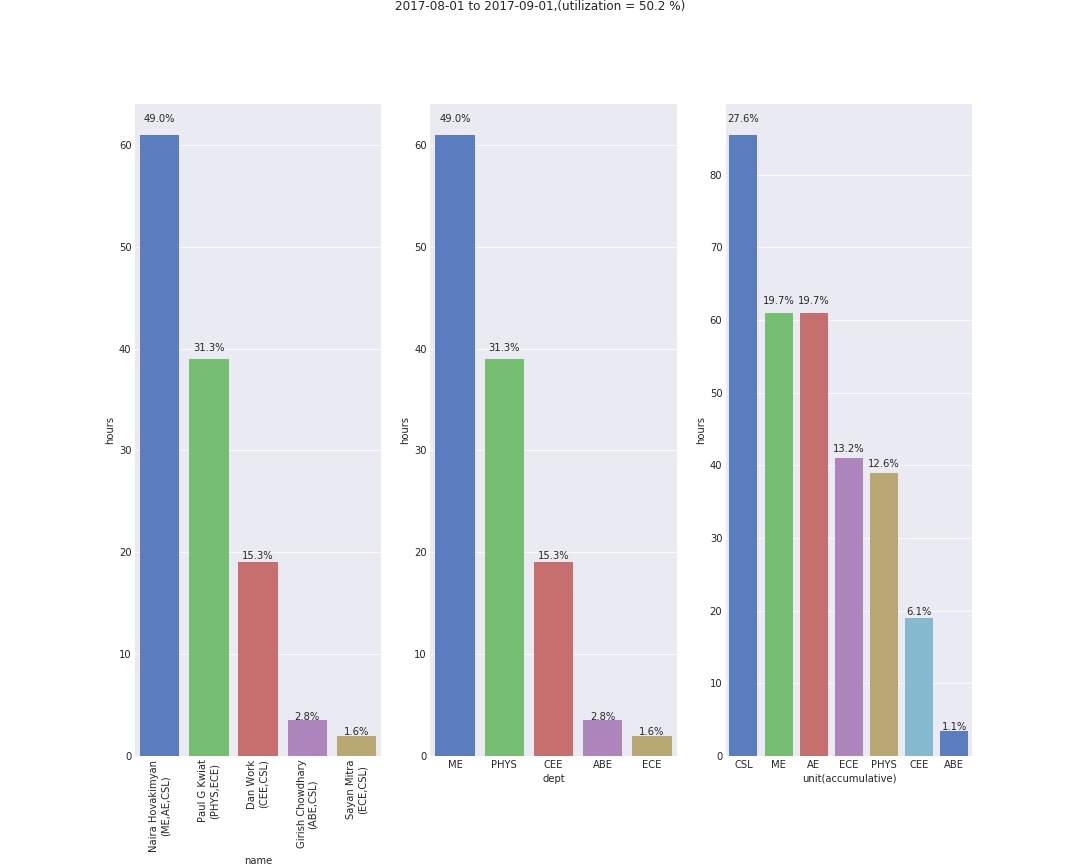 2017-08-01 to 2017-09-01,(utilization = 50.2 %)
49.0%
31.3%
15.3%
2.8%
1.6%
60
50
40
30
20
10
0
hours
Naira Hovakimyan
(ME,AE,CSL)
Paul G Kwiat
(PHYS,ECE)
Dan Work
(CEE,CSL)
Girish Chowdhary
(ABE,CSL)
Sayan Mitra
(ECE,CSL)
name
49.0%
31.3%
15.3%
2.8%
1.6%
60
50
40
30
20
10
0
hours
ME PHYS CEE ABE ECE
dept
27.6%
19.7% 19.7%
13.2%
12.6%
6.1%
1.1%
80
70
60
50
40
30
20
10
0
hours
CSL ME AE ECE PHYS CEE ABE
unit(accumulative)